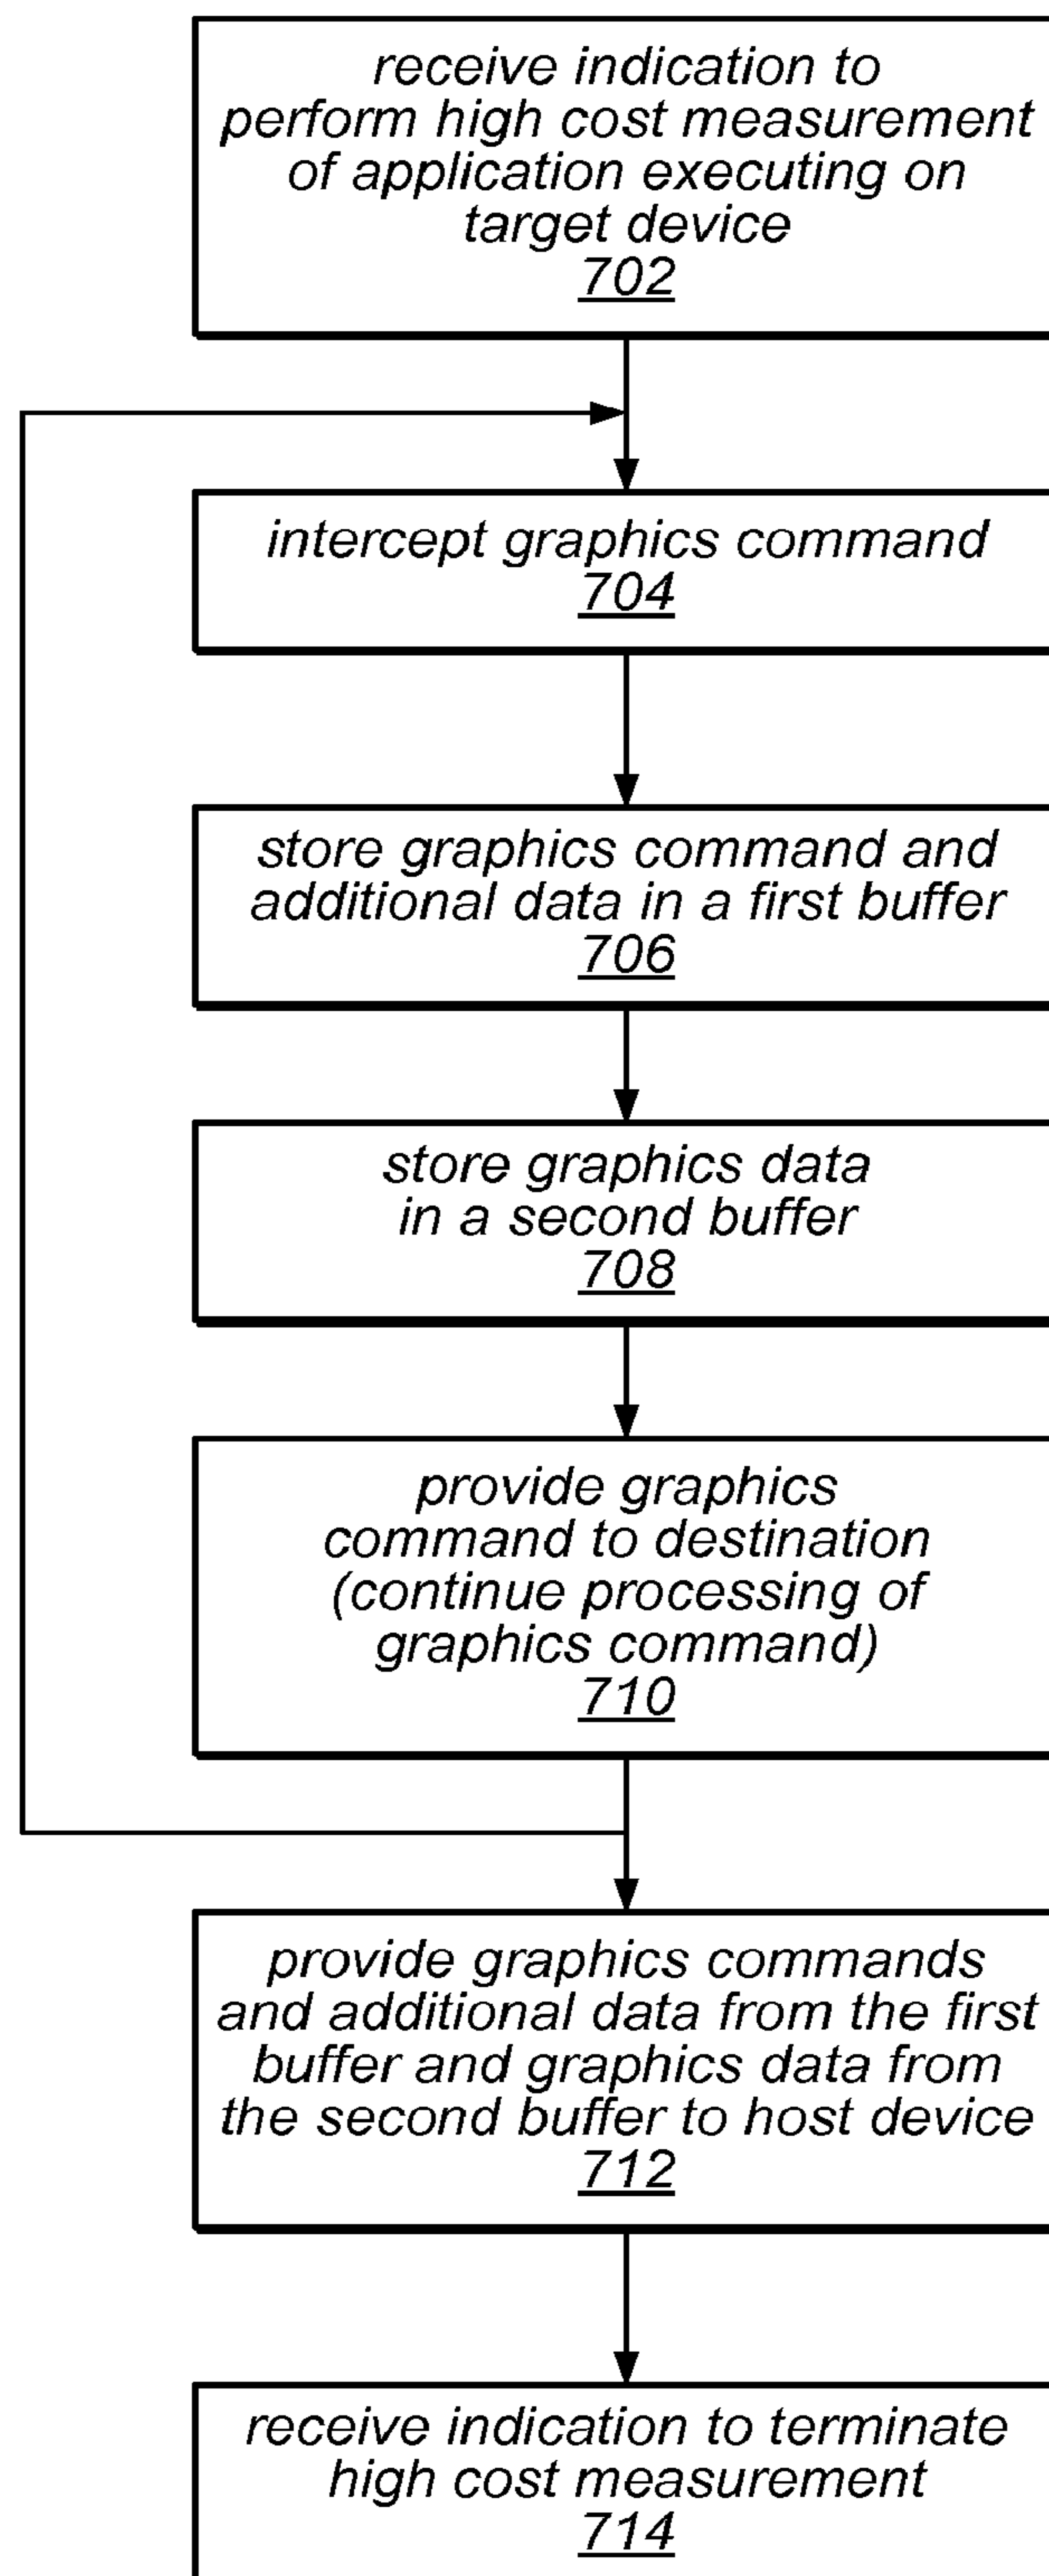 receive indication to
perform high cost measurement
of application executing on
target device
702
intercept graphics command
704
store graphics command and
additional data in a first buffer
706
store graphics data
in a second buffer
708
provide graphics
command to destination
(continue processing of
graphics command)
710
provide graphics commands
and additional data from the first
buffer and graphics data from
the second buffer to host device
712
receive indication to terminate
high cost measurement
714